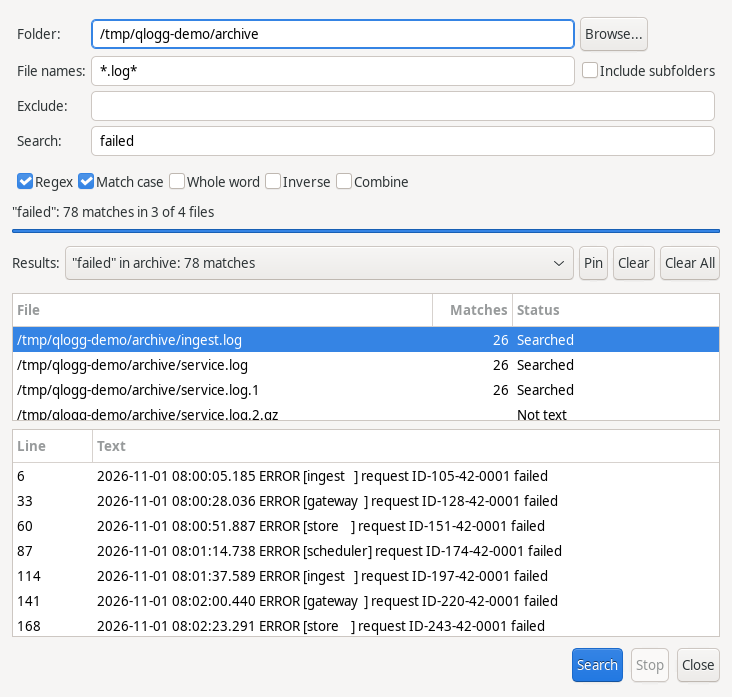 Folder: /tmp/qlogg-demo/archive Browse...
File names: *.log* Include subfolders
Exclude:
Search: failed
Regex Match case Whole word Inverse Combine
"failed": 78 matches in 3 of 4 files
Results: "failed" in archive: 78 matches Pin Clear Clear All
File Matches Status
/tmp/qlogg-demo/archive/ingest.log 26 Searched
/tmp/qlogg-demo/archive/service.log 26 Searched
/tmp/qlogg-demo/archive/service.log.1 26 Searched
/tmp/qlogg-demo/archive/service.log.2.gz Not text
Line Text
6 2026-11-01 08:00:05.185 ERROR [ingest   ] request ID-105-42-0001 failed
33 2026-11-01 08:00:28.036 ERROR [gateway  ] request ID-128-42-0001 failed
60 2026-11-01 08:00:51.887 ERROR [store    ] request ID-151-42-0001 failed
87 2026-11-01 08:01:14.738 ERROR [scheduler] request ID-174-42-0001 failed
114 2026-11-01 08:01:37.589 ERROR [ingest   ] request ID-197-42-0001 failed
141 2026-11-01 08:02:00.440 ERROR [gateway  ] request ID-220-42-0001 failed
168 2026-11-01 08:02:23.291 ERROR [store    ] request ID-243-42-0001 failed
Search Stop Close